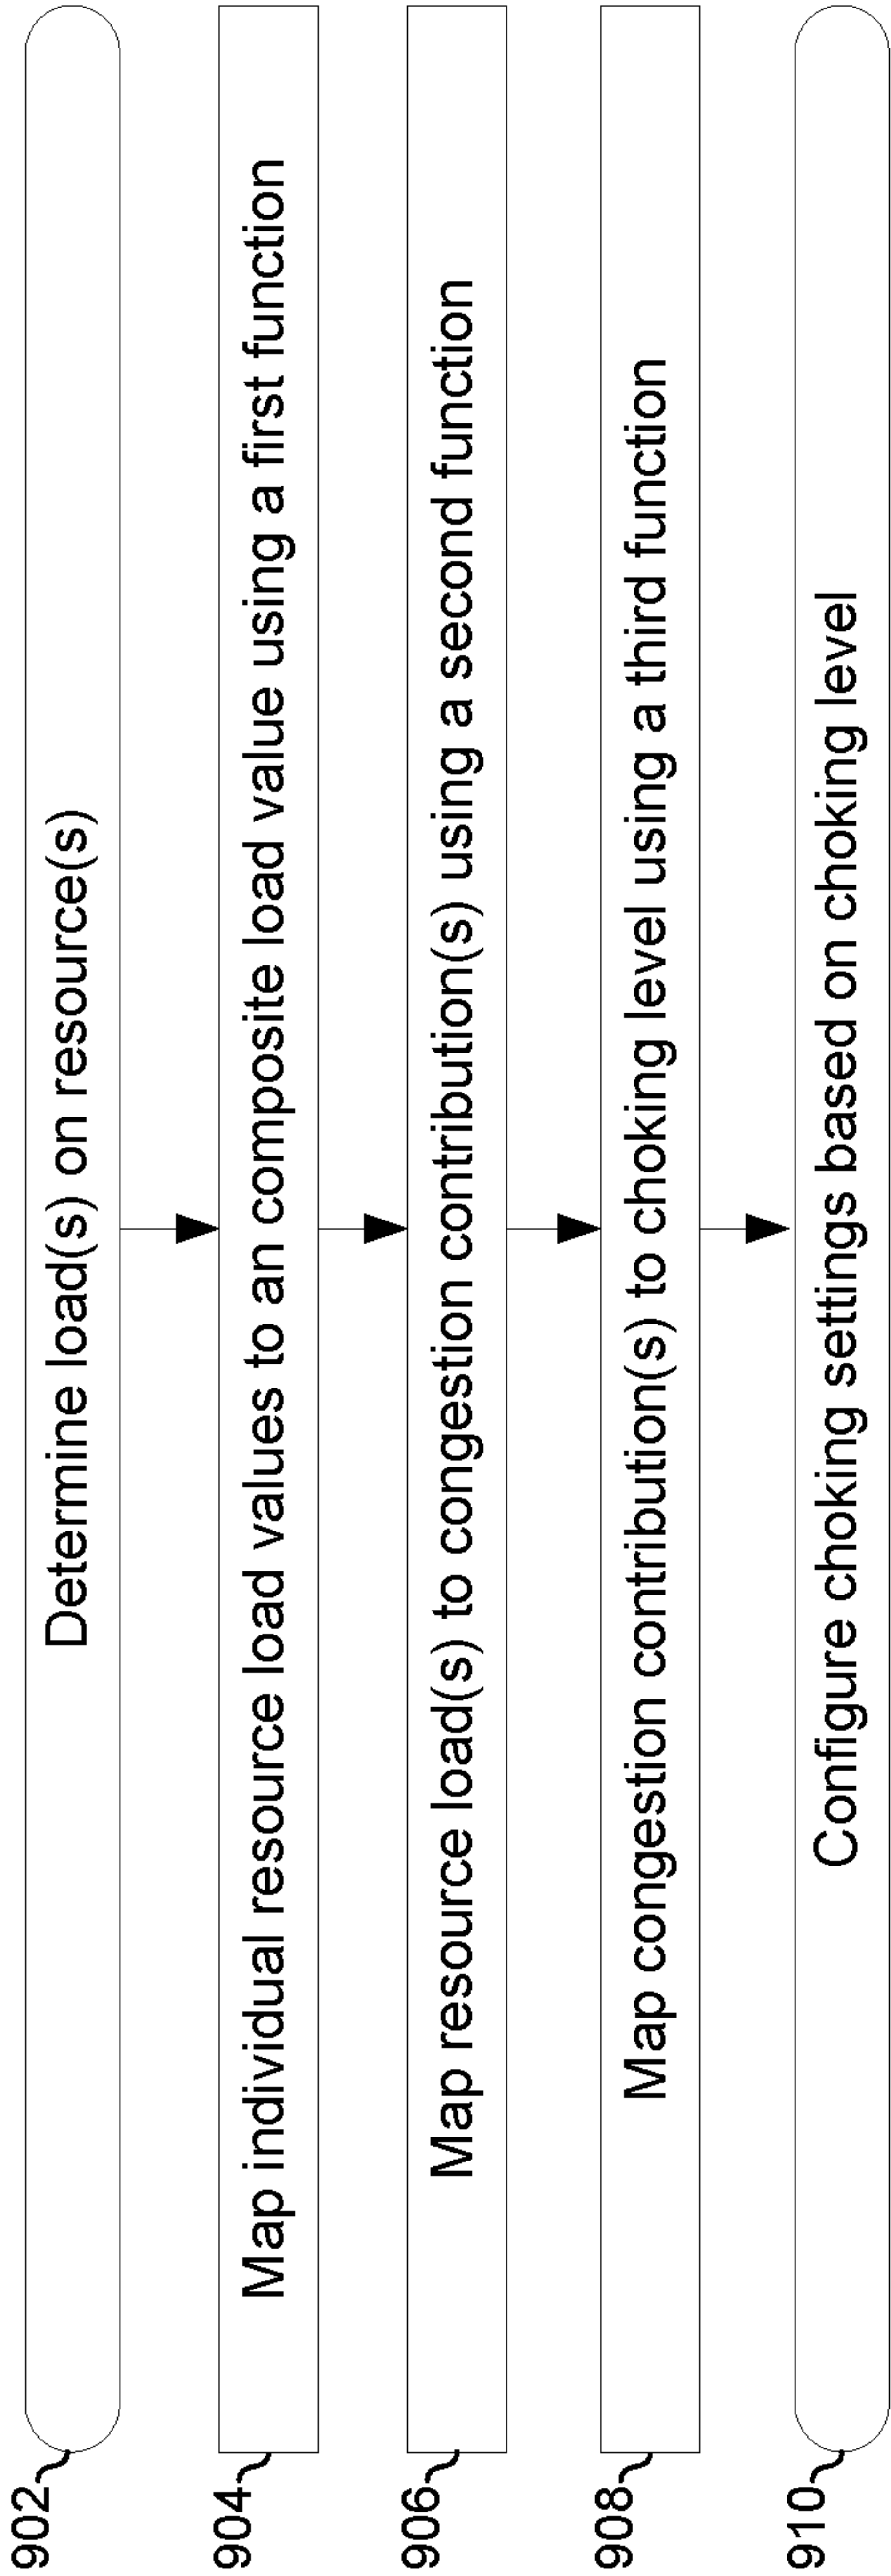 902
Determine load(s) on resource(s)
904
Map individual resource load values to an composite load value using a first function
906
Map resource load(s) to congestion contribution(s) using a second function
908
Map congestion contribution(s) to choking level using a third function
910
Configure choking settings based on choking level